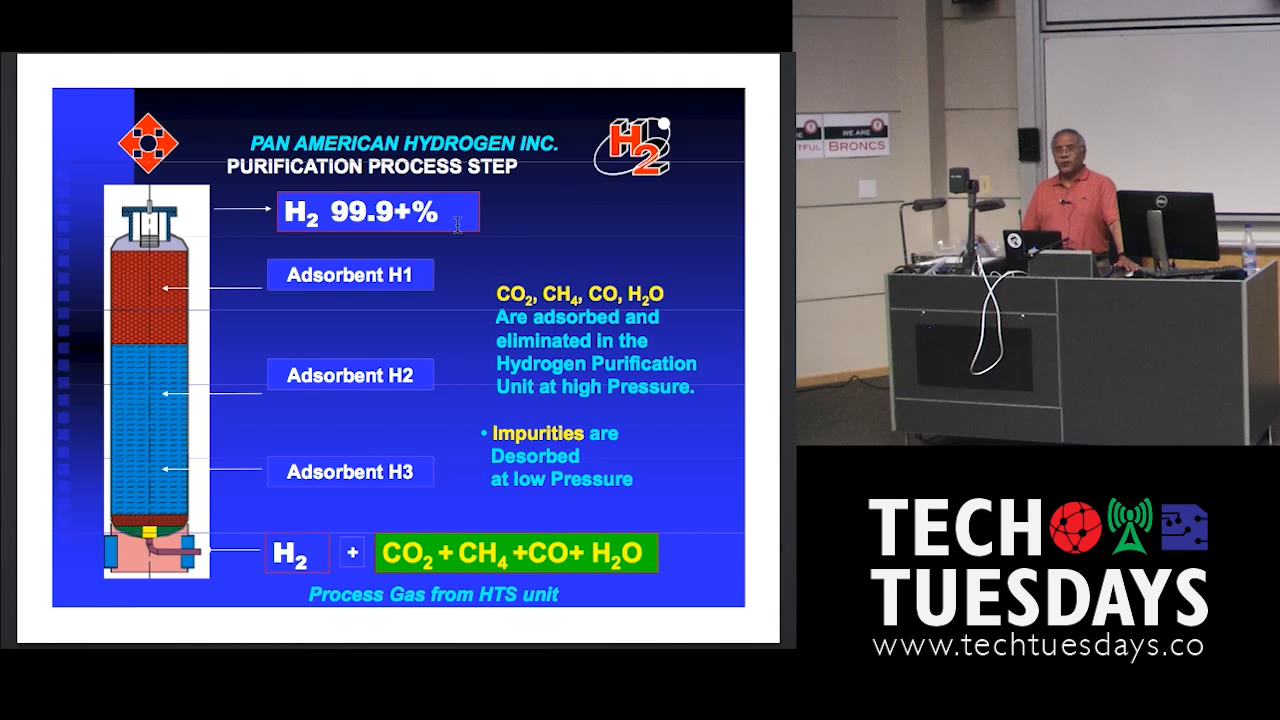 PAN AMERICAN HYDROGEN INC.
PURIFICATION PROCESS STEP
H2
H₂ 99.9+%
Adsorbent H1
Adsorbent H2
Adsorbent H3
CO₂, CH₄, CO, H₂O
Are adsorbed and
eliminated in the
Hydrogen Purification
Unit at high Pressure.
• Impurities are
Desorbed
at low Pressure
H₂ + CO₂ + CH₄ +CO+ H₂O
Process Gas from HTS unit
WE ARE
BRONCS
DELL
TECH
TUESDAYS
www.techtuesdays.co